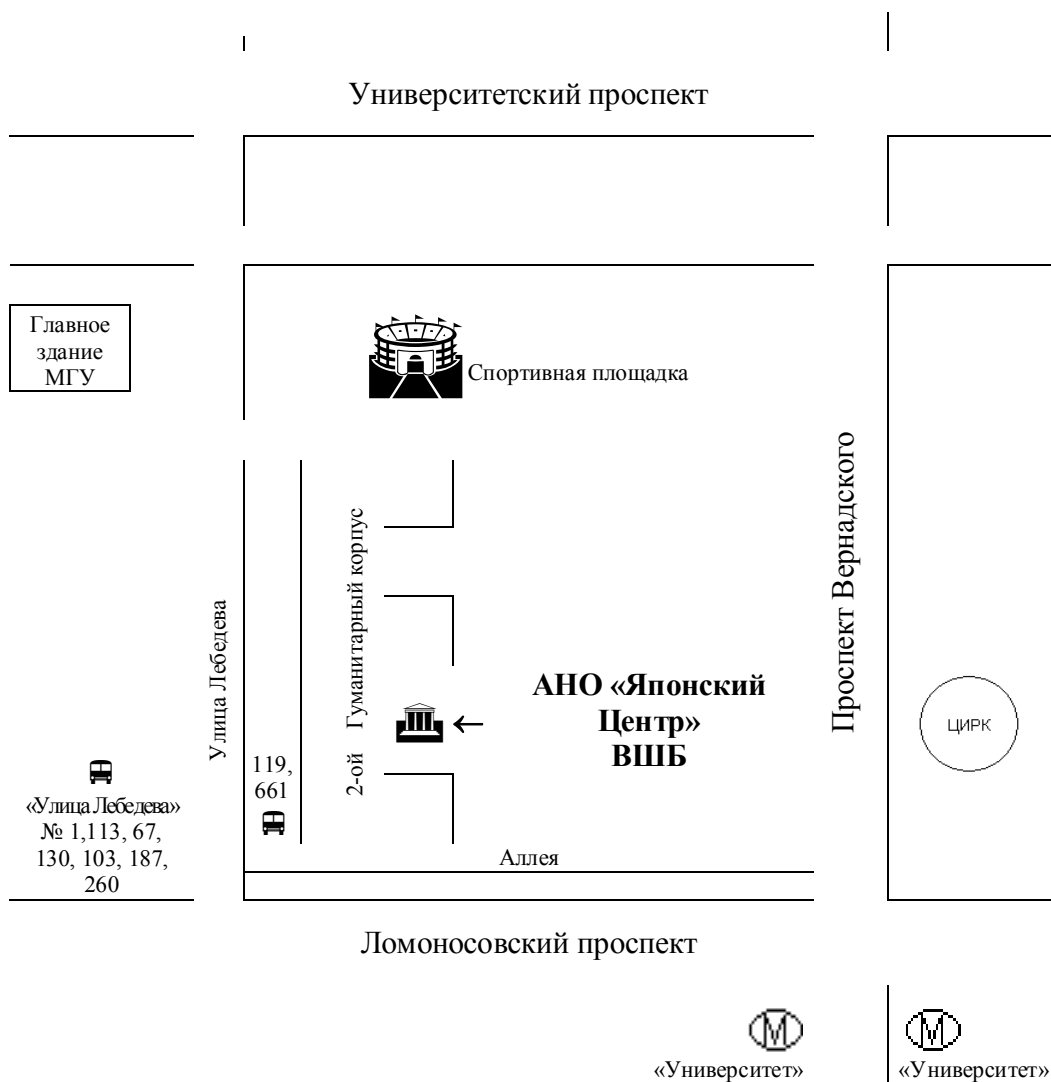 Университетский проспект
Главное
здание
МГУ
Спортивная площадка
Проспект Вернадского
Улица Лебедева
2-ой Гуманитарный корпус
АНО «Японский
Центр»
ВШБ
ЦИРК
119,
661
«Улица Лебедева»
№ 1,113, 67,
130, 103, 187,
260
Аллея
Ломоносовский проспект
М
«Университет»
М
«Университет»